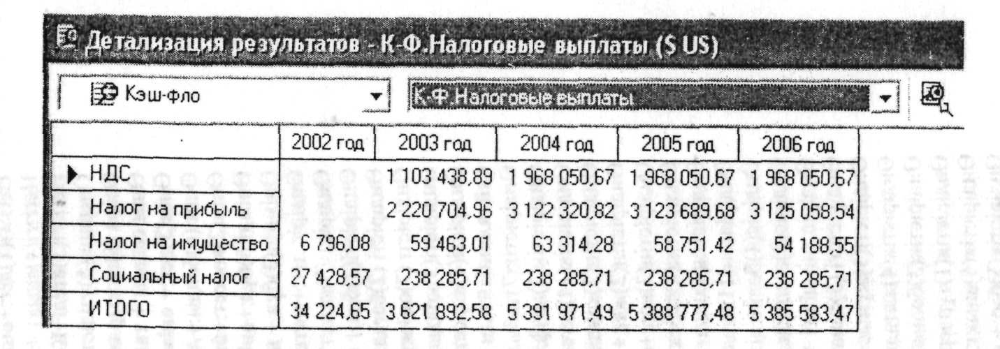 Детализация результатов - К-Ф.Налоговые выплаты ($ US)
Кэш-фло К-Ф.Налоговые выплаты
2002 год 2003 год 2004 год 2005 год 2006 год
НДС 1 103 438,89 1 968 050,67 1 968 050,67 1 968 050,67
Налог на прибыль 2 220 704,96 3 122 320,82 3 123 689,68 3 125 058,54
Налог на имущество 6 796,08 59 463,01 63 314,28 58 751,42 54 188,55
Социальный налог 27 428,57 238 285,71 238 285,71 238 285,71 238 285,71
ИТОГО 34 224,65 3 621 892,58 5 391 971,49 5 388 777,48 5 385 583,47